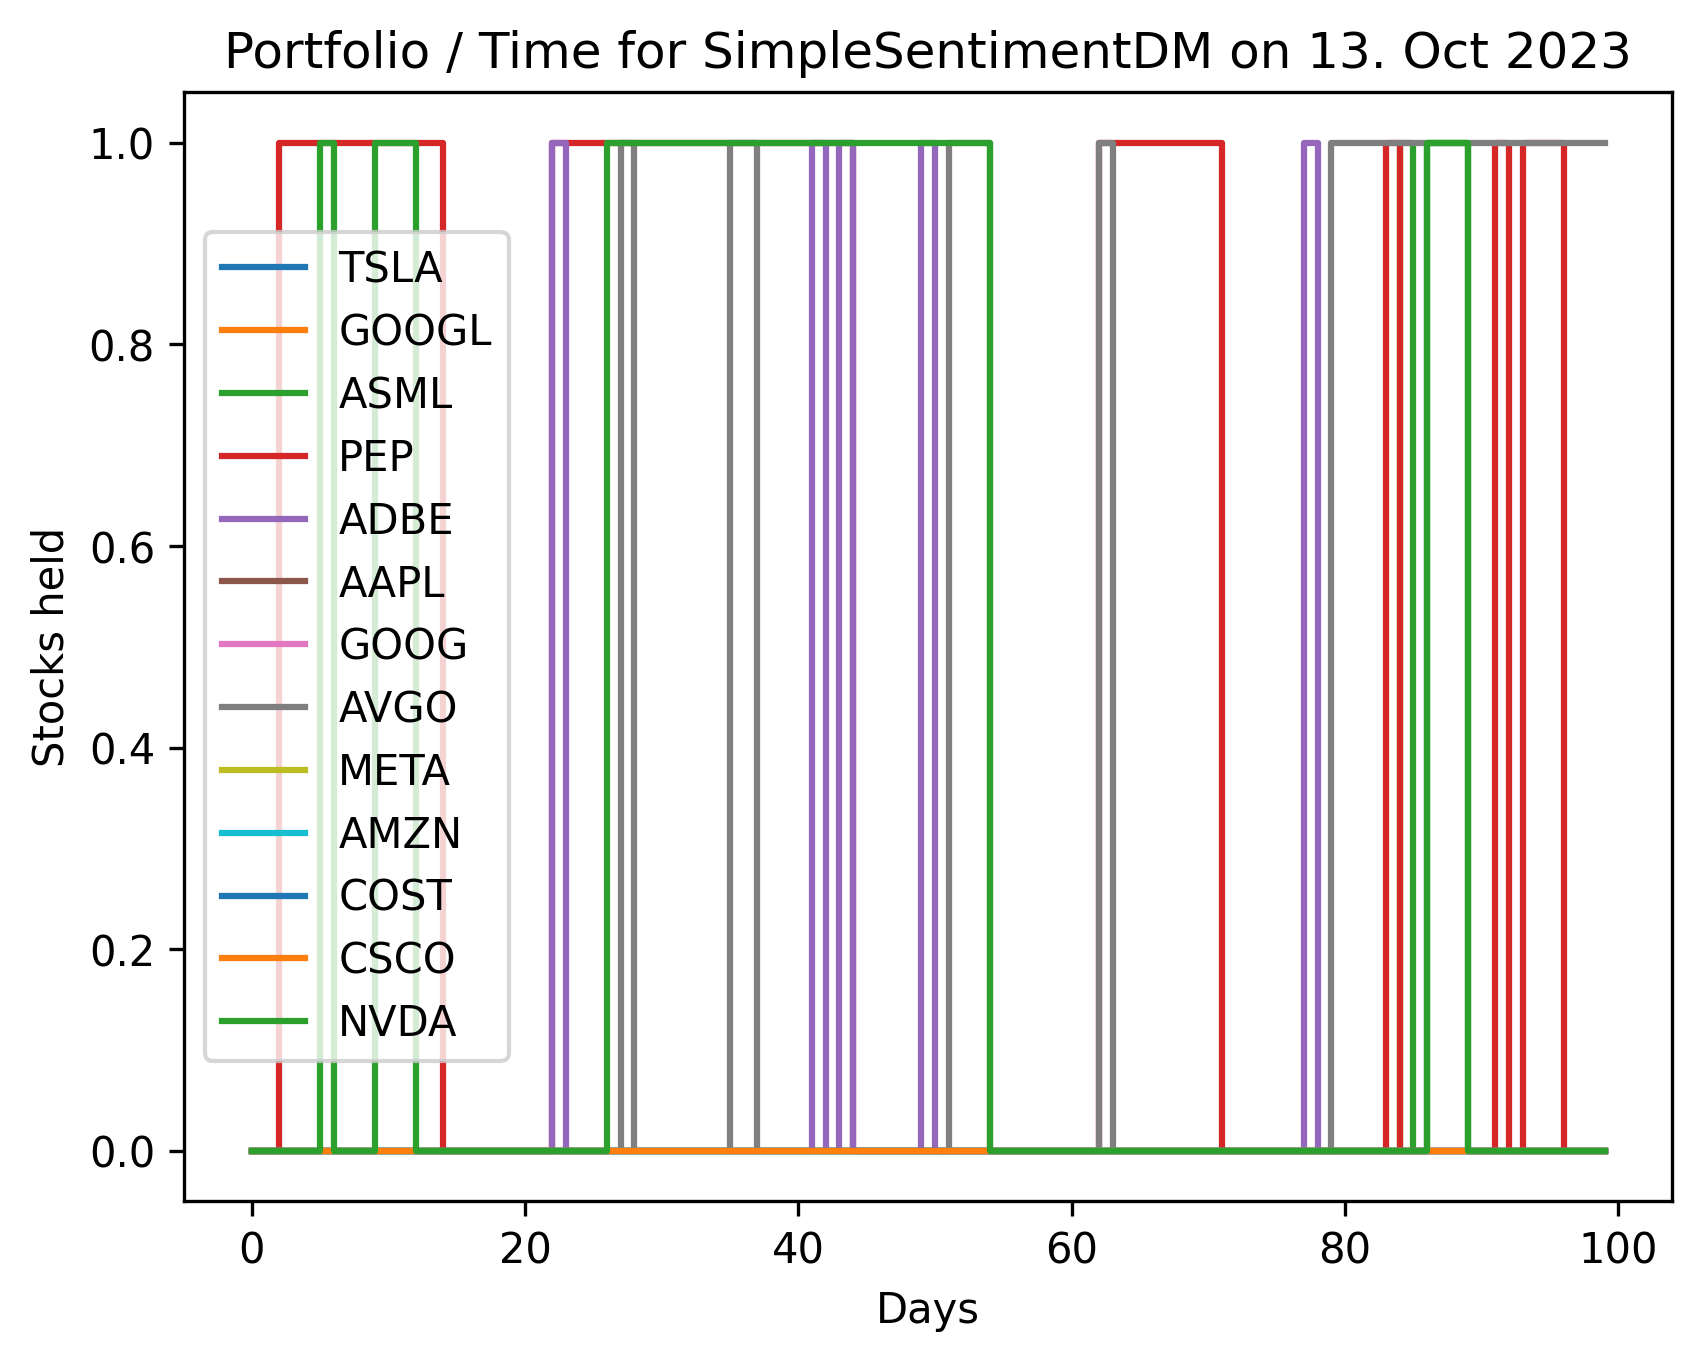 Portfolio / Time for SimpleSentimentDM on 13. Oct 2023
1.0
0.8
0.6
0.4
0.2
0.0
Stocks held
TSLA
GOOGL
ASML
PEP
ADBE
AAPL
GOOG
AVGO
META
AMZN
COST
CSCO
NVDA
0 20 40 60 80 100
Days